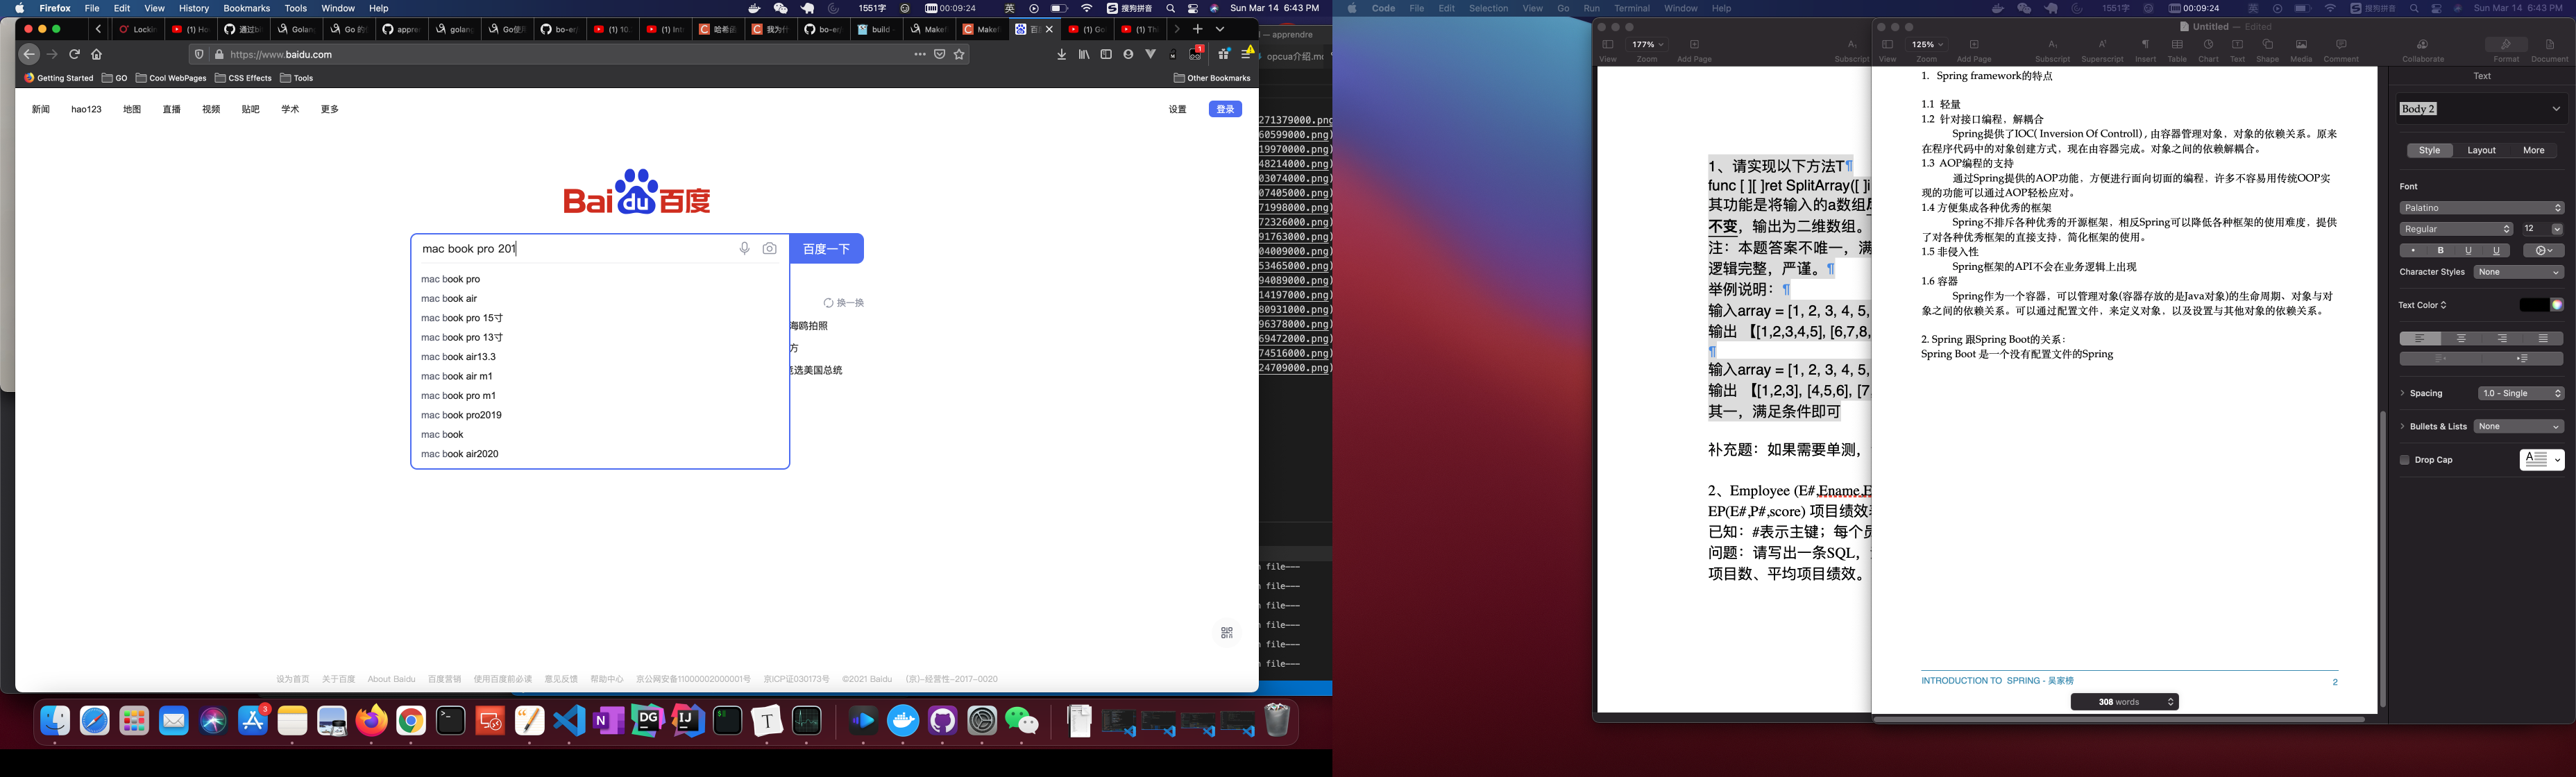 Firefox File Edit View History Bookmarks Tools Window Help
1551字 00:09:24 英 搜狗拼音 Sun Mar 14 6:43 PM
Code File Edit Selection View Go Run Terminal Window Help
1551字 00:09:24 英 搜狗拼音 Sun Mar 14 6:43 PM
https://www.baidu.com
Getting Started GO Cool WebPages CSS Effects Tools
Other Bookmarks
新闻 hao123 地图 直播 视频 贴吧 学术 更多
设置 登录
Bai du 百度
mac book pro 201
百度一下
mac book pro
mac book air
mac book pro 15寸
mac book pro 13寸
mac book air13.3
mac book air m1
mac book pro m1
mac book pro2019
mac book
mac book air2020
换一换
海鸥拍照
方
选美国总统
设为首页 关于百度 About Baidu 百度营销 使用百度前必读 意见反馈 帮助中心 京公网安备11000002000001号 京ICP证030173号 ©2021 Baidu (京)-经营性-2017-0020
— apprendre
opcua介绍.md
271379000.png)
60599000.png)
19970000.png)
48214000.png)
03074000.png)
07405000.png)
71998000.png)
72326000.png)
91763000.png)
04009000.png)
53465000.png)
94089000.png)
14197000.png)
80931000.png)
96378000.png)
69472000.png)
74516000.png)
24709000.png)
file---
file---
file---
file---
file---
file---
177%
View Zoom Add Page Subscript
1、请实现以下方法T¶
func [ ][ ]ret SplitArray([ ]i
其功能是将输入的a数组
不变，输出为二维数组。
注：本题答案不唯一，满
逻辑完整，严谨。¶
举例说明：¶
输入array = [1, 2, 3, 4, 5,
输出 【[1,2,3,4,5], [6,7,8,
¶
输入array = [1, 2, 3, 4, 5,
输出 【[1,2,3], [4,5,6], [7,
其一，满足条件即可
补充题：如果需要单测，
2、Employee (E#,Ename,E
EP(E#,P#,score) 项目绩效
已知：#表示主键；每个员
问题：请写出一条SQL，
项目数、平均项目绩效。
Untitled — Edited
125%
View Zoom Add Page Subscript Superscript Insert Table Chart Text Shape Media Comment Collaborate Format Document
1. Spring framework的特点
1.1 轻量
1.2 针对接口编程，解耦合
Spring提供了IOC( Inversion Of Controll) , 由容器管理对象，对象的依赖关系。原来
在程序代码中的对象创建方式，现在由容器完成。对象之间的依赖解耦合。
1.3 AOP编程的支持
通过Spring提供的AOP功能，方便进行面向切面的编程，许多不容易用传统OOP实
现的功能可以通过AOP轻松应对。
1.4 方便集成各种优秀的框架
Spring不排斥各种优秀的开源框架，相反Spring可以降低各种框架的使用难度，提供
了对各种优秀框架的直接支持，简化框架的使用。
1.5 非侵入性
Spring框架的API不会在业务逻辑上出现
1.6 容器
Spring作为一个容器，可以管理对象(容器存放的是Java对象)的生命周期、对象与对
象之间的依赖关系。可以通过配置文件，来定义对象，以及设置与其他对象的依赖关系。
2. Spring 跟Spring Boot的关系：
Spring Boot 是一个没有配置文件的Spring
INTRODUCTION TO SPRING - 吴家榜
2
308 words
Text
Body 2
Style Layout More
Font
Palatino
Regular 12
B U U
Character Styles None
Text Color
Spacing 1.0 - Single
Bullets & Lists None
Drop Cap